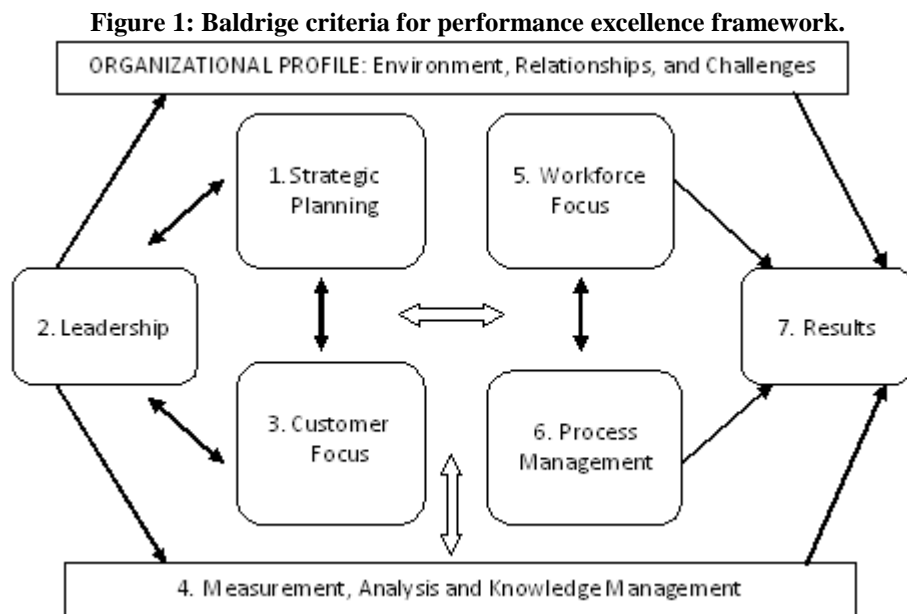 Figure 1: Baldrige criteria for performance excellence framework.
ORGANIZATIONAL PROFILE: Environment, Relationships, and Challenges
1. Strategic
Planning
5. Workforce
Focus
2. Leadership
7. Results
3. Customer
Focus
6. Process
Management
4. Measurement, Analysis and Knowledge Management